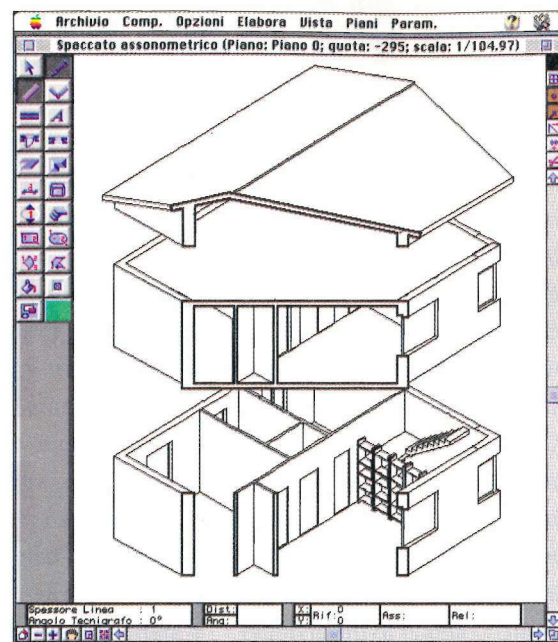 Archivio Comp. Opzioni Elabora Vista Piani Param.
Spaccato assonometrico (Piano: Piano 0; quota: -295; scala: 1/104.97)
A
Spessore Linea : 1
Angolo Tecnigrafo : 0°
Dist:
Ang:
X: 0
Y: 0
Rif:
Ass:
Rel: